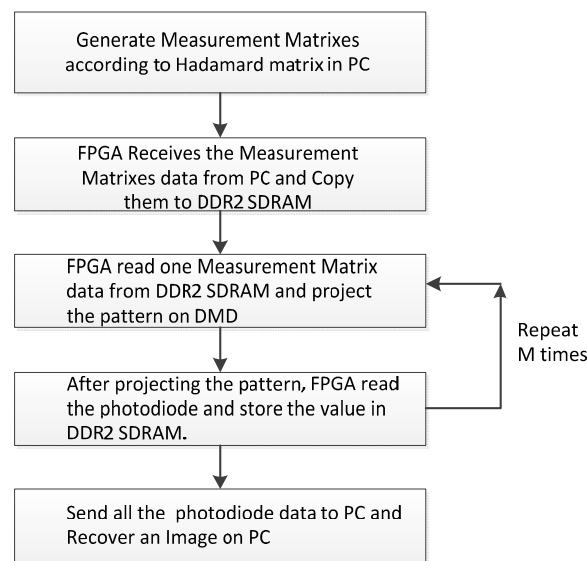 Generate Measurement Matrixes
according to Hadamard matrix in PC
FPGA Receives the Measurement
Matrixes data from PC and Copy
them to DDR2 SDRAM
FPGA read one Measurement Matrix
data from DDR2 SDRAM and project
the pattern on DMD
Repeat
M times
After projecting the pattern, FPGA read
the photodiode and store the value in
DDR2 SDRAM.
Send all the photodiode data to PC and
Recover an Image on PC